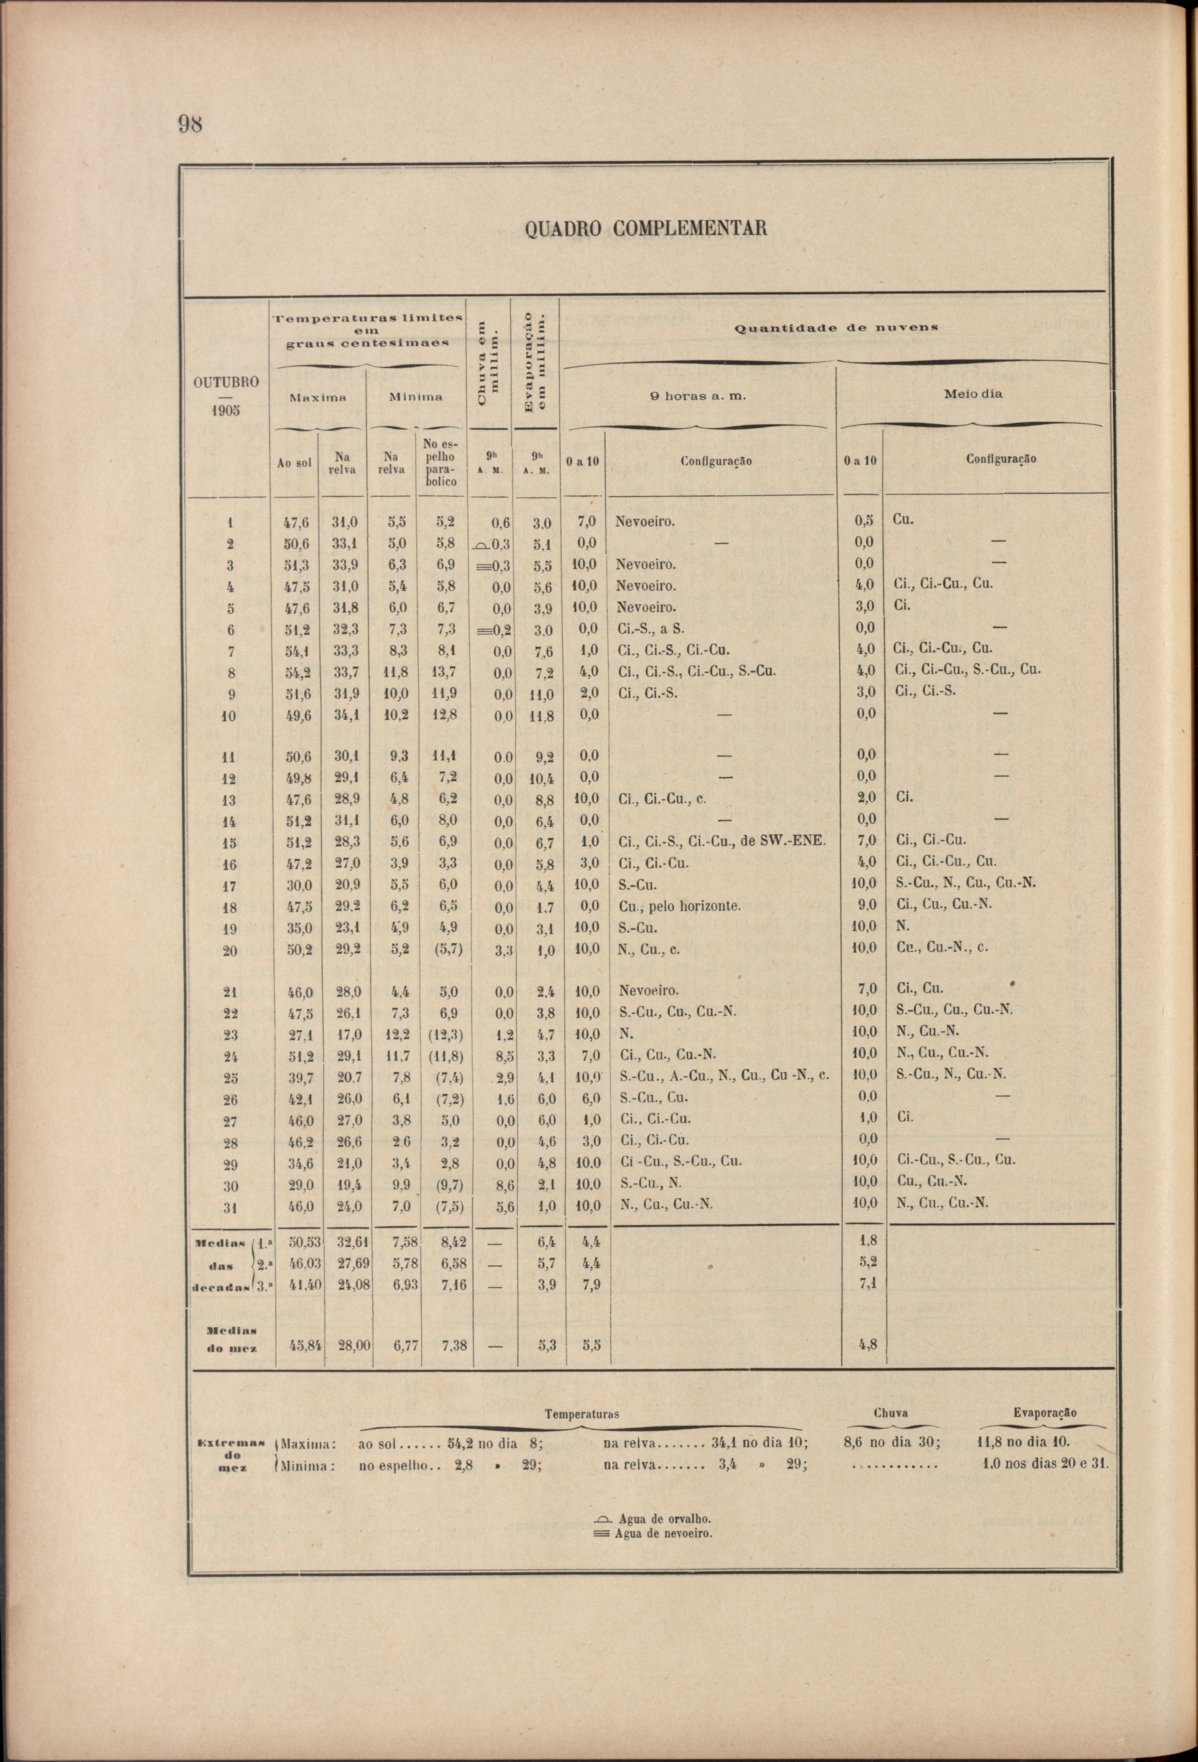 98
QUADRO COMPLEMENTAR
OUTUBRO
—
1905
Temperaturas limites
em
graus centesimaes
Chuva em
millim.
Evaporação
em millim.
Quantidade de nuvens
Maxima
Minima
9 horas a. m.
Meio dia
Ao sol
Na
relva
Na
relva
No es-
pelho
para-
bolico
9h
A. M.
9h
A. M.
0 a 10
Configuração
0 a 10
Configuração
1 47,6 31,0 5,5 5,2 0,6 3,0 7,0 Nevoeiro. 0,5 Cu.
2 50,6 33,1 5,0 5,8 ⌓0,3 5,1 0,0 — 0,0 —
3 51,3 33,9 6,3 6,9 ≡0,3 5,5 10,0 Nevoeiro. 0,0 —
4 47,5 31,0 5,4 5,8 0,0 5,6 10,0 Nevoeiro. 4,0 Ci., Ci.-Cu., Cu.
5 47,6 31,8 6,0 6,7 0,0 3,9 10,0 Nevoeiro. 3,0 Ci.
6 51,2 32,3 7,3 7,3 ≡0,2 3.0 0,0 Ci.-S., a S. 0,0 —
7 54,1 33,3 8,3 8,1 0,0 7,6 1,0 Ci., Ci.-S., Ci.-Cu. 4,0 Ci., Ci.-Cu., Cu.
8 54,2 33,7 11,8 13,7 0,0 7,2 4,0 Ci., Ci.-S., Ci.-Cu., S.-Cu. 4,0 Ci., Ci.-Cu., S.-Cu., Cu.
9 51,6 31,9 10,0 11,9 0,0 11,0 2,0 Ci., Ci.-S. 3,0 Ci., Ci.-S.
10 49,6 34,1 10,2 12,8 0,0 11,8 0,0 — 0,0 —
11 50,6 30,1 9,3 11,1 0 0 9,2 0,0 — 0,0 —
12 49,8 29,1 6,4 7,2 0,0 10,4 0,0 — 0,0 —
13 47,6 28,9 4,8 6,2 0,0 8,8 10,0 Ci., Ci.-Cu., c. 2,0 Ci.
14 51,2 31,1 6,0 8,0 0,0 6,4 0,0 — 0,0 —
15 51,2 28,3 5,6 6,9 0,0 6,7 1,0 Ci., Ci.-S., Ci.-Cu., de SW.-ENE. 7,0 Ci., Ci.-Cu.
16 47,2 27,0 3,9 3,3 0,0 5,8 3,0 Ci., Ci.-Cu. 4,0 Ci., Ci.-Cu., Cu.
17 30,0 20,9 5,5 6,0 0,0 4,4 10,0 S.-Cu. 10,0 S.-Cu., N., Cu., Cu.-N.
18 47,5 29,2 6,2 6,5 0,0 1,7 0,0 Cu., pelo horizonte. 9,0 Ci., Cu., Cu.-N.
19 35,0 23,1 4,9 4,9 0,0 3,1 10,0 S.-Cu. 10,0 N.
20 50,2 29,2 5,2 (5,7) 3,3 1,0 10,0 N., Cu., c. 10,0 Cu., Cu.-N., c.
21 46,0 28,0 4,4 5,0 0,0 2,4 10,0 Nevoeiro. 7,0 Ci., Cu.
22 47,5 26,1 7,3 6,9 0,0 3,8 10,0 S.-Cu., Cu., Cu.-N. 10,0 S.-Cu., Cu., Cu.-N.
23 27,1 17,0 12,2 (12,3) 1,2 4,7 10,0 N. 10,0 N., Cu.-N.
24 51,2 29,1 11,7 (11,8) 8,5 3,3 7,0 Ci., Cu., Cu.-N. 10,0 N., Cu., Cu.-N.
25 39,7 20,7 7,8 (7,4) 2,9 4,1 10,0 S.-Cu., A.-Cu., N., Cu., Cu -N., c. 10,0 S.-Cu., N., Cu.-N.
26 42,1 26,0 6,1 (7,2) 1,6 6,0 6,0 S.-Cu., Cu. 0,0 —
27 46,0 27,0 3,8 5,0 0,0 6,0 1,0 Ci., Ci.-Cu. 1,0 Ci.
28 46,2 26,6 2 6 3,2 0,0 4,6 3,0 Ci., Ci.-Cu. 0,0 —
29 34,6 21,0 3,4 2,8 0,0 4,8 10,0 Ci -Cu., S.-Cu., Cu. 10,0 Ci.-Cu., S.-Cu., Cu.
30 29,0 19,4 9,9 (9,7) 8,6 2,1 10,0 S.-Cu., N. 10,0 Cu., Cu.-N.
31 46,0 24,0 7,0 (7,5) 5,6 1,0 10,0 N., Cu., Cu.-N. 10,0 N., Cu., Cu.-N.
Medias 1.ª 50,53 32,61 7,58 8,42 — 6,4 4,4 1,8
das 2.ª 46,03 27,69 5,78 6,58 — 5,7 4,4 5,2
decadas 3.ª 41,40 24,08 6,93 7,16 — 3,9 7,9 7,1
Medias
do mez 45,84 28,00 6,77 7,38 — 5,3 5,5 4,8
Temperaturas Chuva Evaporação
Extremas
do
mez
Maxima: ao sol...... 54,2 no dia 8; na relva....... 34,1 no dia 10; 8,6 no dia 30; 11,8 no dia 10.
Minima: no espelho.. 2,8 » 29; na relva....... 3,4 » 29; ............ 1,0 nos dias 20 e 31.
⌓ Agua de orvalho.
≡ Agua de nevoeiro.